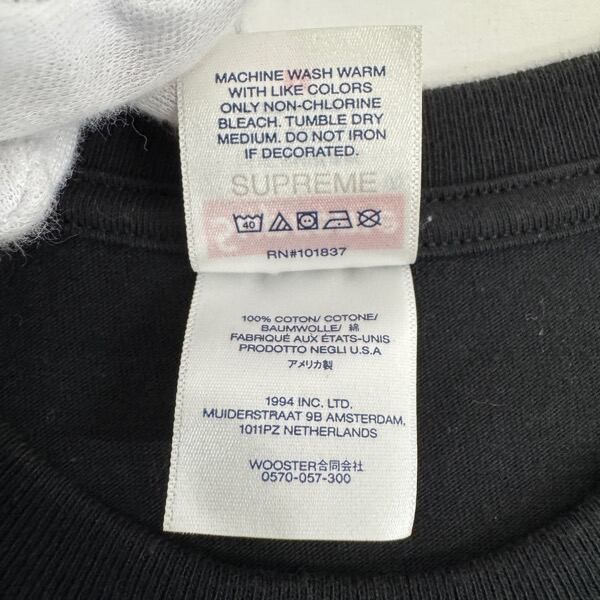 MACHINE WASH WARM
WITH LIKE COLORS
ONLY NON-CHLORINE
BLEACH. TUMBLE DRY
MEDIUM. DO NOT IRON
IF DECORATED.
SUPREME
40
RN#101837
100% COTON/ COTONE/
BAUMWOLLE/ 綿
FABRIQUÉ AUX ÉTATS-UNIS
PRODOTTO NEGLI U.S.A
アメリカ製
1994 INC. LTD.
MUIDERSTRAAT 9B AMSTERDAM,
1011PZ NETHERLANDS
WOOSTER合同会社
0570-057-300